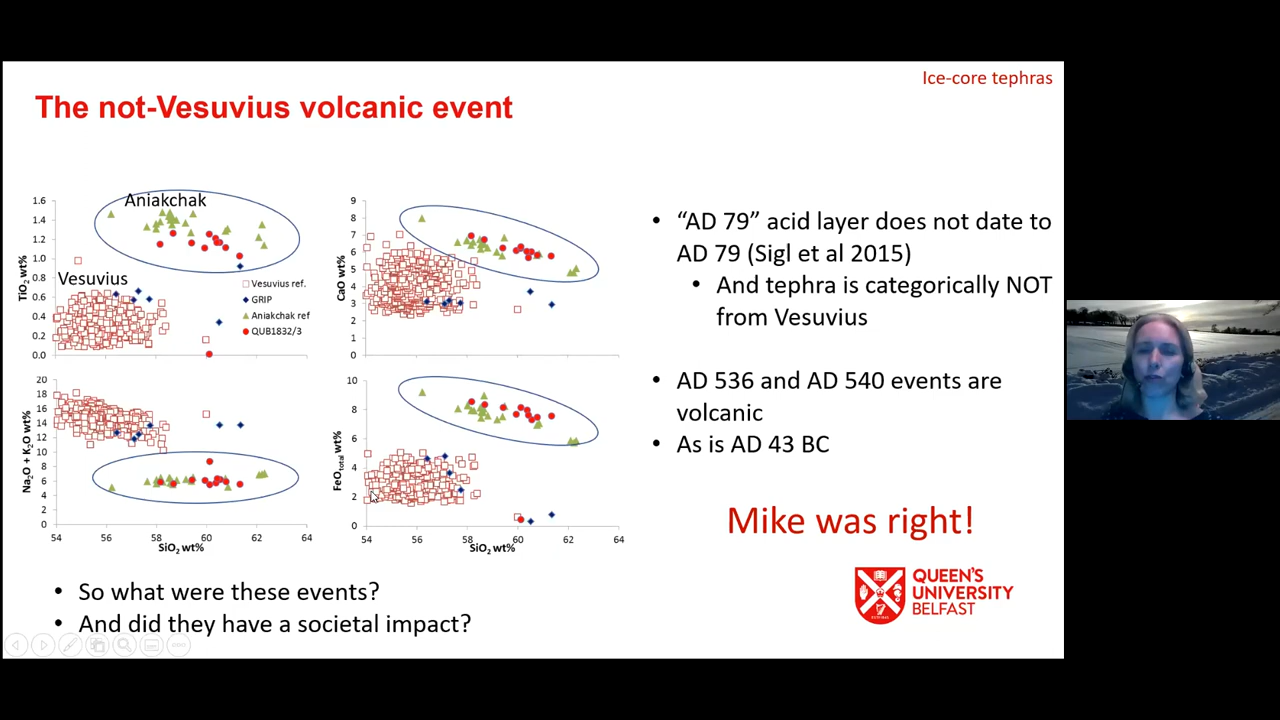 Ice-core tephras
The not-Vesuvius volcanic event
Aniakchak
Vesuvius
TiO2 wt%
1.6
1.4
1.2
1.0
0.8
0.6
0.4
0.2
0.0
Vesuvius ref.
GRIP
Aniakchak ref
QUB1832/3
CaO wt%
9
8
7
6
5
4
3
2
1
0
Na2O + K2O wt%
20
18
16
14
12
10
8
6
4
2
0
54 56 58 60 62 64
SiO2 wt%
FeOtotal wt%
10
8
6
4
2
0
54 56 58 60 62 64
SiO2 wt%
• “AD 79” acid layer does not date to
AD 79 (Sigl et al 2015)
• And tephra is categorically NOT
from Vesuvius
• AD 536 and AD 540 events are
volcanic
• As is AD 43 BC
Mike was right!
QUEEN'S
UNIVERSITY
BELFAST
• So what were these events?
• And did they have a societal impact?